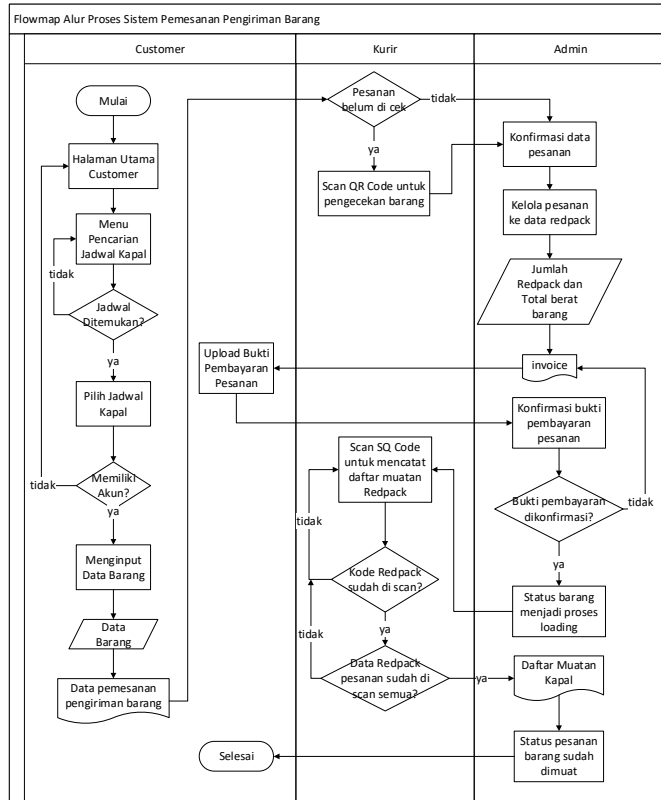 Flowmap Alur Proses Sistem Pemesanan Pengiriman Barang
Customer
Kurir
Admin
Mulai
Halaman Utama
Customer
Menu
Pencarian
Jadwal Kapal
tidak
Jadwal
Ditemukan?
ya
Pilih Jadwal
Kapal
Memiliki
Akun?
tidak
ya
Menginput
Data Barang
Data
Barang
Data pemesanan
pengiriman barang
Pesanan
belum di cek
tidak
ya
Scan QR Code untuk
pengecekan barang
Konfirmasi data
pesanan
Kelola pesanan
ke data redpack
Jumlah
Redpack dan
Total berat
barang
invoice
Upload Bukti
Pembayaran
Pesanan
Konfirmasi bukti
pembayaran
pesanan
Bukti pembayaran
dikonfirmasi?
tidak
ya
Status barang
menjadi proses
loading
Scan SQ Code
untuk mencatat
daftar muatan
Redpack
tidak
Kode Redpack
sudah di scan?
ya
tidak
Data Redpack
pesanan sudah di
scan semua?
ya
Daftar Muatan
Kapal
Status pesanan
barang sudah
dimuat
Selesai